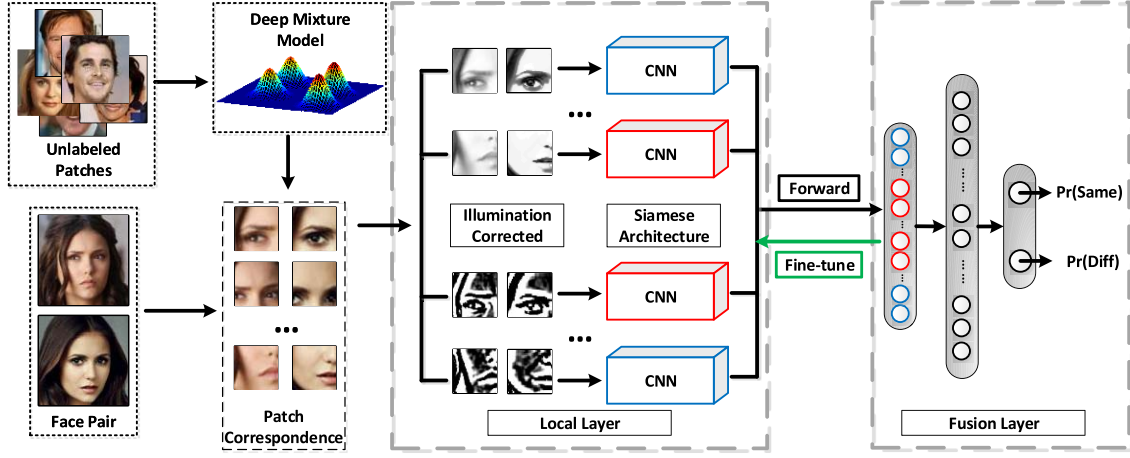 Unlabeled
Patches
Deep Mixture
Model
Face Pair
Patch
Correspondence
CNN
...
CNN
Illumination
Corrected
Siamese
Architecture
CNN
...
CNN
Local Layer
Forward
Fine-tune
Pr(Same)
Pr(Diff)
Fusion Layer